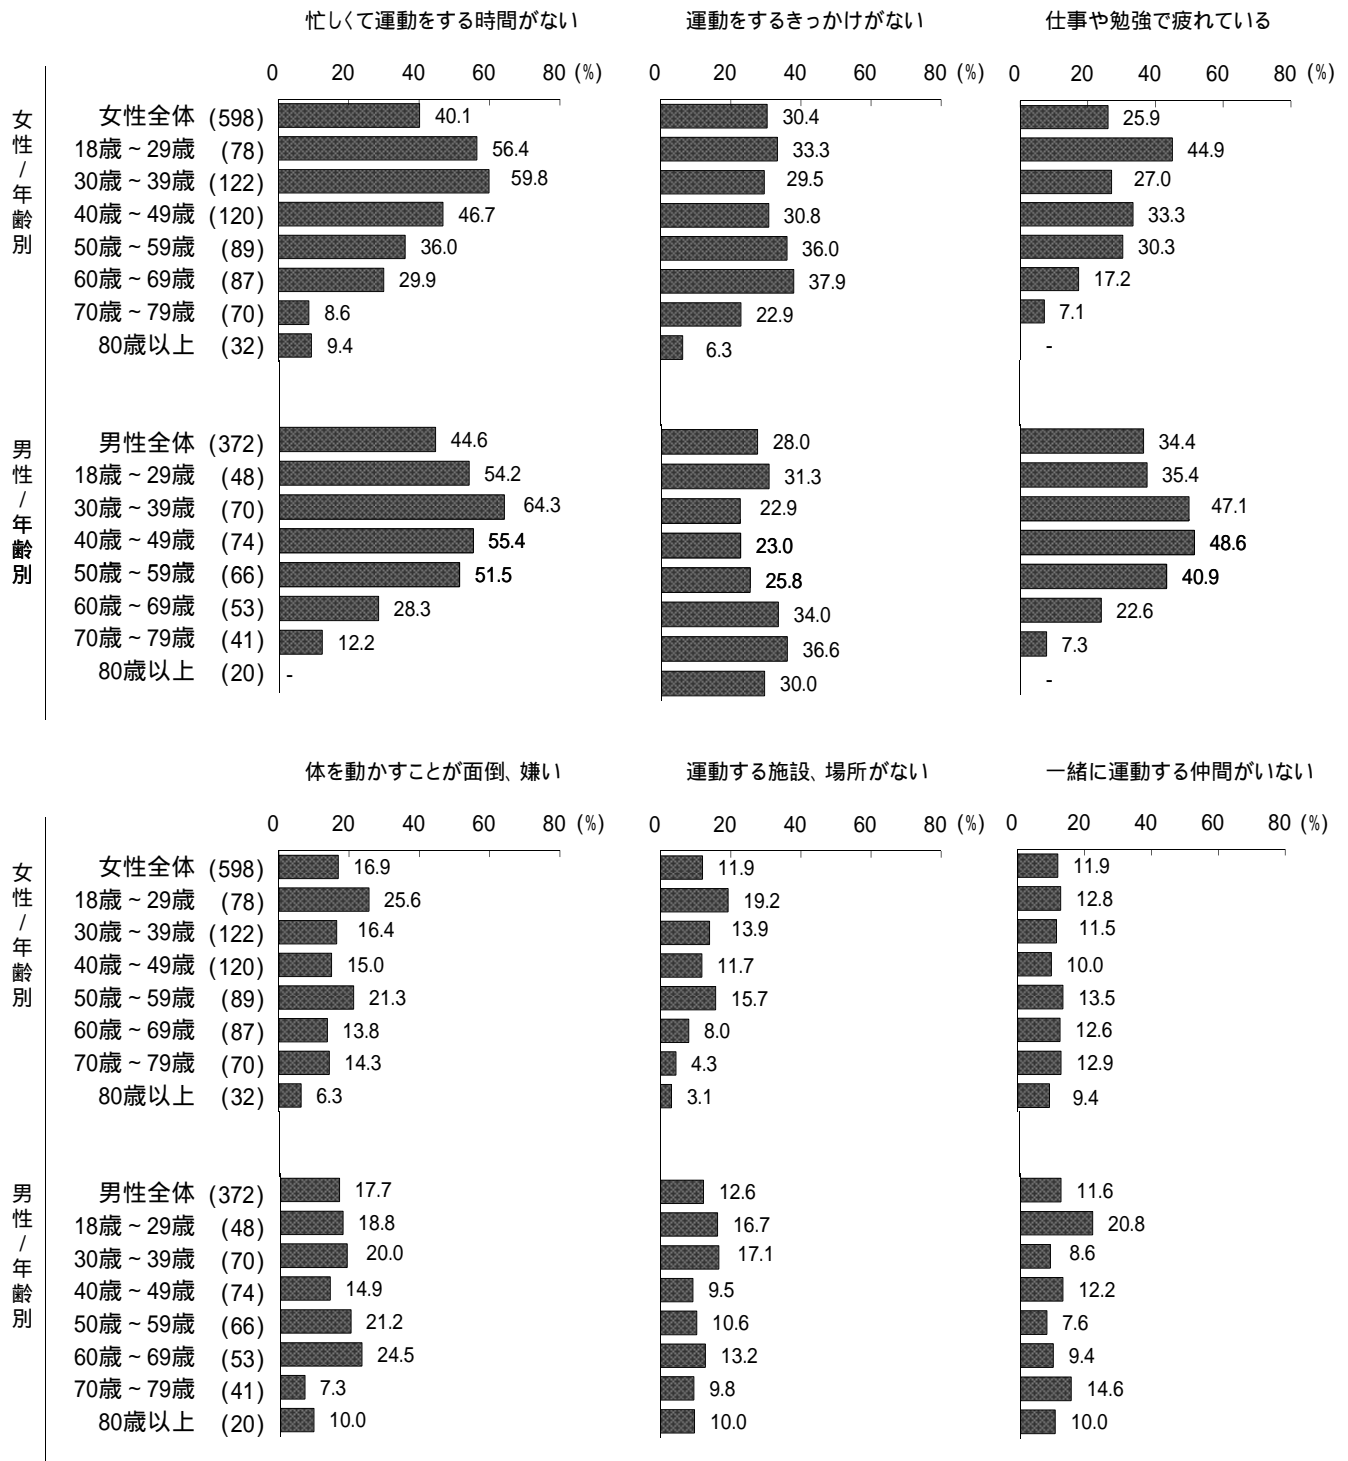 忙しくて運動をする時間がない 運動をするきっかけがない 仕事や勉強で疲れている
0 20 40 60 80 (%) 0 20 40 60 80 (%) 0 20 40 60 80 (%)
女性/年齢別
女性全体 (598) 40.1 30.4 25.9
18歳～29歳 (78) 56.4 33.3 44.9
30歳～39歳 (122) 59.8 29.5 27.0
40歳～49歳 (120) 46.7 30.8 33.3
50歳～59歳 (89) 36.0 36.0 30.3
60歳～69歳 (87) 29.9 37.9 17.2
70歳～79歳 (70) 8.6 22.9 7.1
80歳以上 (32) 9.4 6.3 -
男性/年齢別
男性全体 (372) 44.6 28.0 34.4
18歳～29歳 (48) 54.2 31.3 35.4
30歳～39歳 (70) 64.3 22.9 47.1
40歳～49歳 (74) 55.4 23.0 48.6
50歳～59歳 (66) 51.5 25.8 40.9
60歳～69歳 (53) 28.3 34.0 22.6
70歳～79歳 (41) 12.2 36.6 7.3
80歳以上 (20) - 30.0 -
体を動かすことが面倒、嫌い 運動する施設、場所がない 一緒に運動する仲間がいない
0 20 40 60 80 (%) 0 20 40 60 80 (%) 0 20 40 60 80 (%)
女性/年齢別
女性全体 (598) 16.9 11.9 11.9
18歳～29歳 (78) 25.6 19.2 12.8
30歳～39歳 (122) 16.4 13.9 11.5
40歳～49歳 (120) 15.0 11.7 10.0
50歳～59歳 (89) 21.3 15.7 13.5
60歳～69歳 (87) 13.8 8.0 12.6
70歳～79歳 (70) 14.3 4.3 12.9
80歳以上 (32) 6.3 3.1 9.4
男性/年齢別
男性全体 (372) 17.7 12.6 11.6
18歳～29歳 (48) 18.8 16.7 20.8
30歳～39歳 (70) 20.0 17.1 8.6
40歳～49歳 (74) 14.9 9.5 12.2
50歳～59歳 (66) 21.2 10.6 7.6
60歳～69歳 (53) 24.5 13.2 9.4
70歳～79歳 (41) 7.3 9.8 14.6
80歳以上 (20) 10.0 10.0 10.0